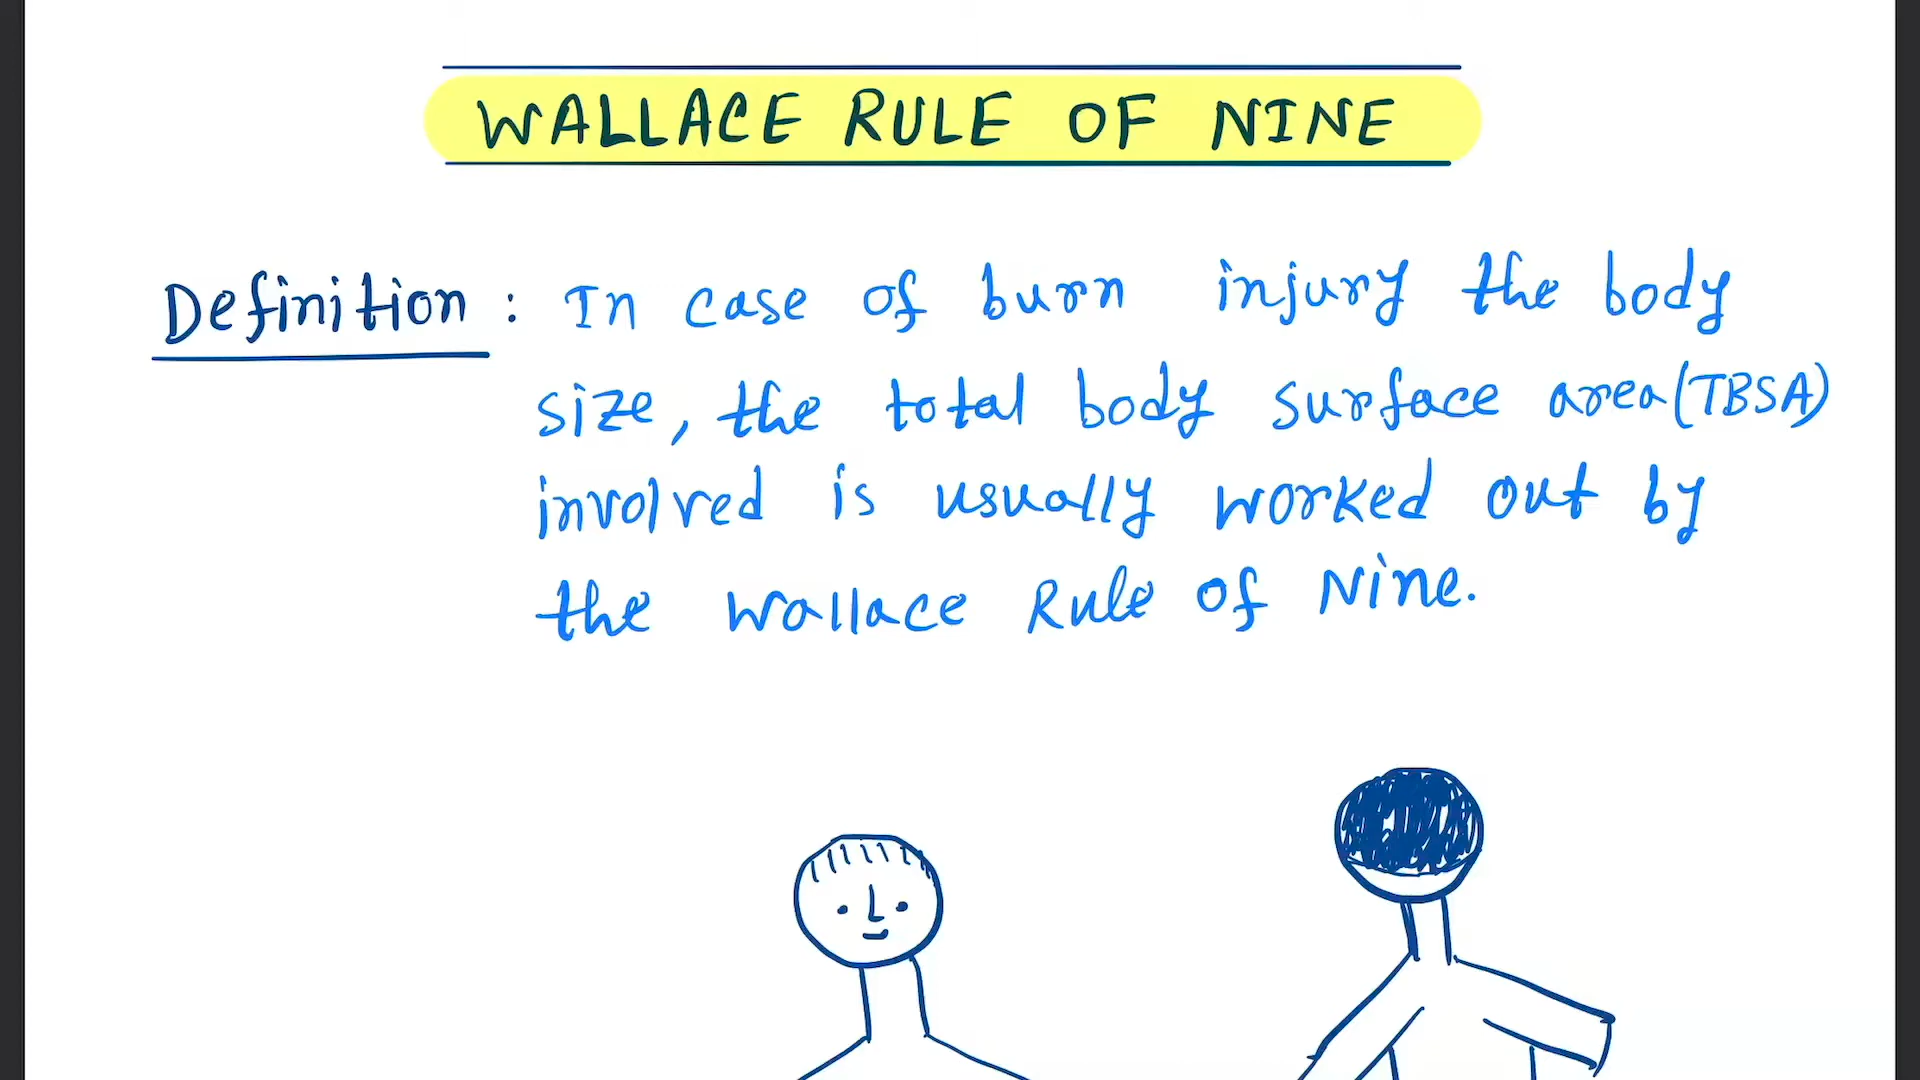 WALLACE RULE OF NINE
Definition : In case of burn injury the body
size, the total body surface area (TBSA)
involved is usually worked out by
the Wallace Rule of Nine.